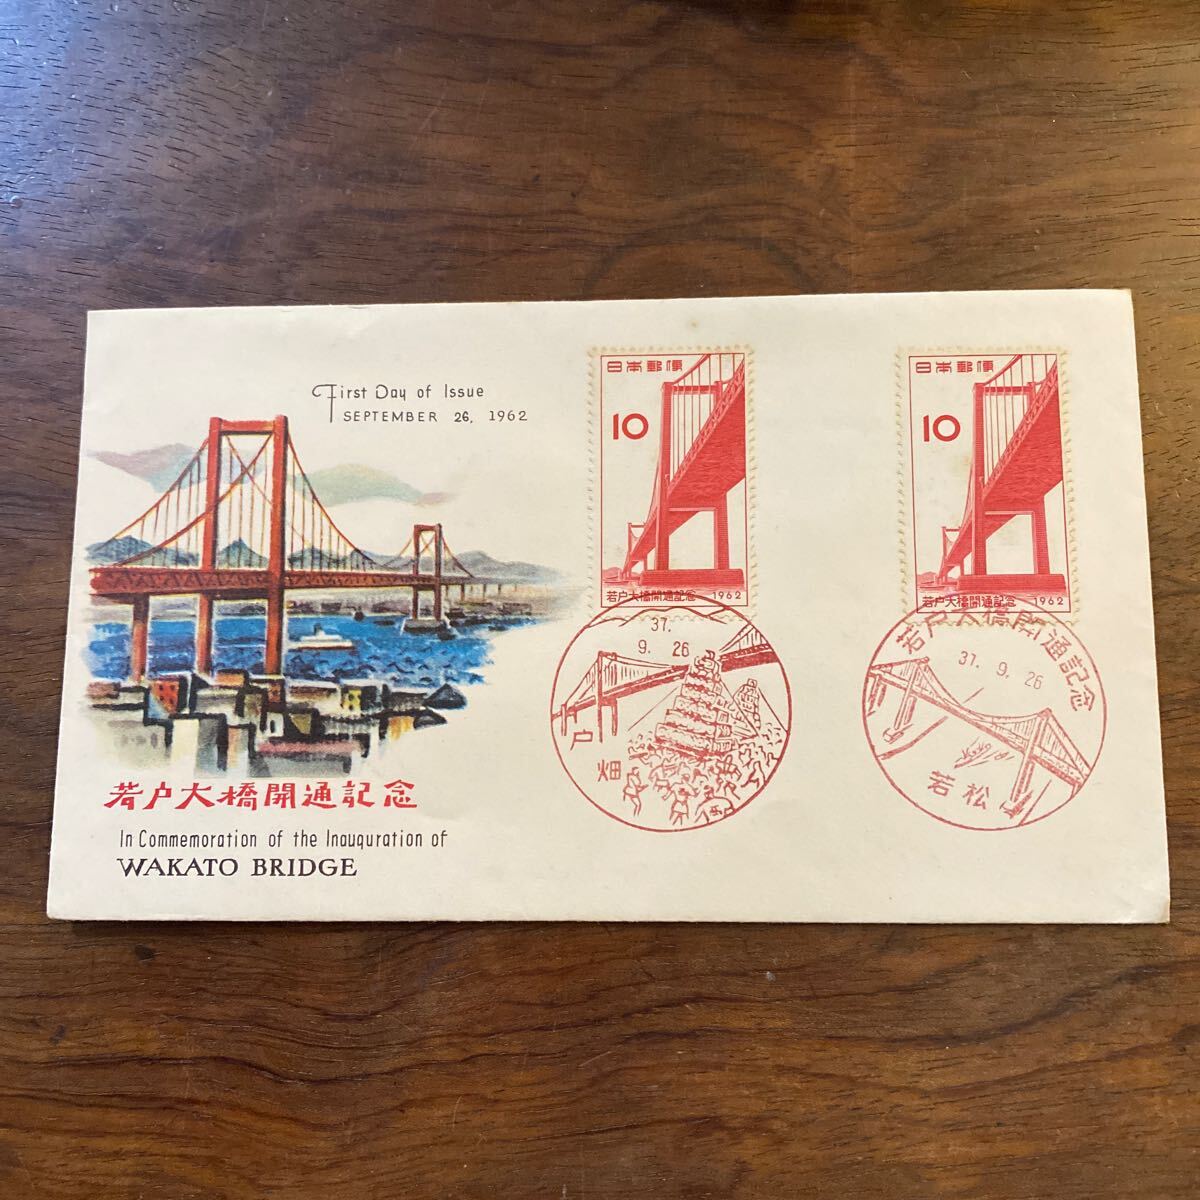 First Day of Issue
SEPTEMBER 26, 1962
若戸大橋開通記念
In Commemoration of the Inauguration of
WAKATO BRIDGE
日本郵便
10
若戸大橋開通記念 1962
37.
9. 26
戸畑
日本郵便
10
若戸大橋開通記念 1962
若戸大橋開通記念
37. 9. 26
若松